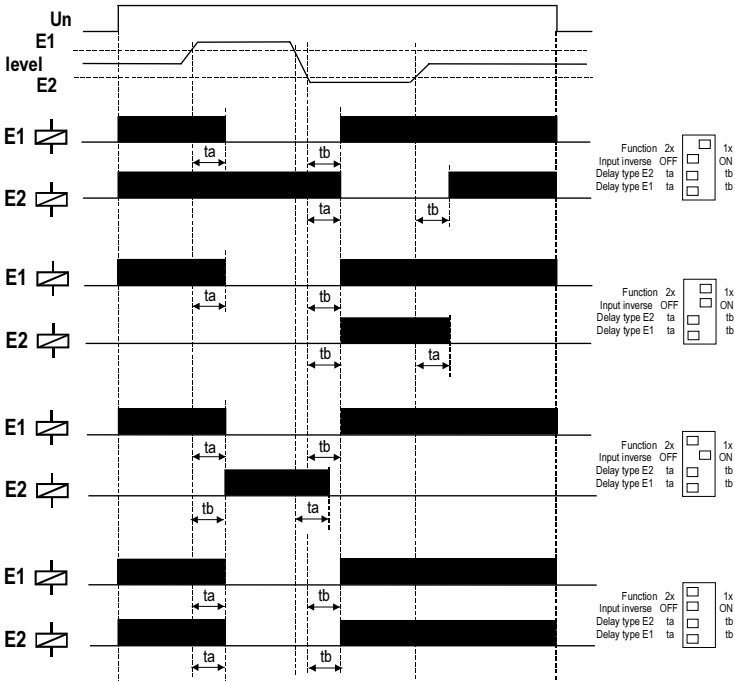 Un
E1
level
E2
E1
ta tb
Function 2x 1x
Input inverse OFF ON
Delay type E2 ta tb
Delay type E1 ta tb
E2
ta tb
E1
ta tb
Function 2x 1x
Input inverse OFF ON
Delay type E2 ta tb
Delay type E1 ta tb
E2
tb ta
E1
ta tb
Function 2x 1x
Input inverse OFF ON
Delay type E2 ta tb
Delay type E1 ta tb
E2
tb ta
E1
ta tb
Function 2x 1x
Input inverse OFF ON
Delay type E2 ta tb
Delay type E1 ta tb
E2
ta tb